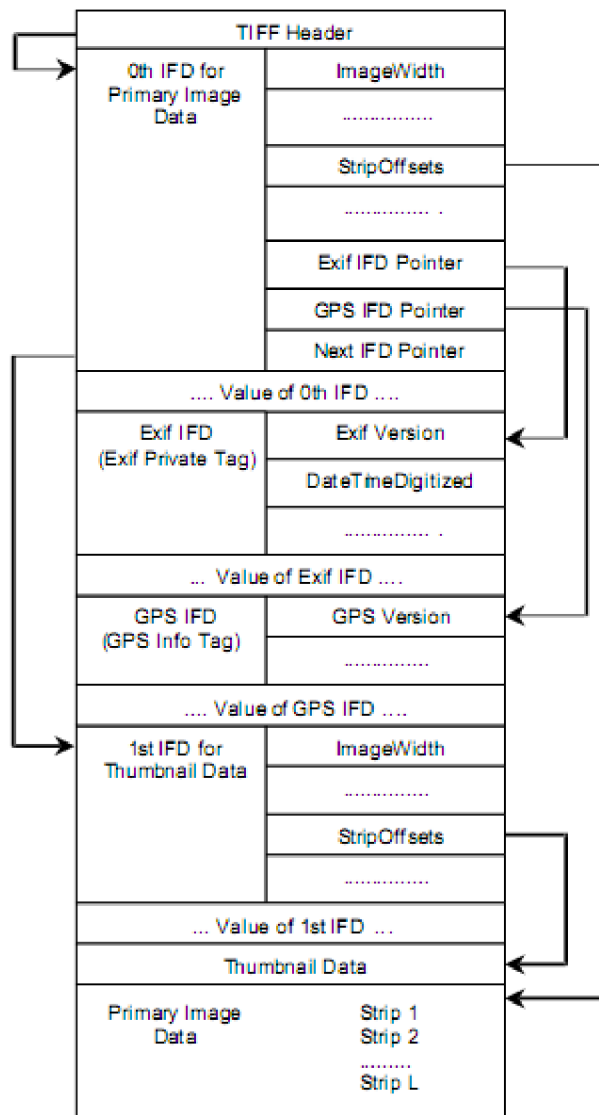 TIFF Header
0th IFD for
Primary Image
Data
ImageWidth
................
StripOffsets
............... .
Exif IFD Pointer
GPS IFD Pointer
Next IFD Pointer
.... Value of 0th IFD ....
Exif IFD
(Exif Private Tag)
Exif Version
DateTimeDigitized
............... .
... Value of Exif IFD ....
GPS IFD
(GPS Info Tag)
GPS Version
...............
.... Value of GPS IFD ....
1st IFD for
Thumbnail Data
ImageWidth
...............
StripOffsets
...............
... Value of 1st IFD ...
Thumbnail Data
Primary Image
Data
Strip 1
Strip 2
.........
Strip L